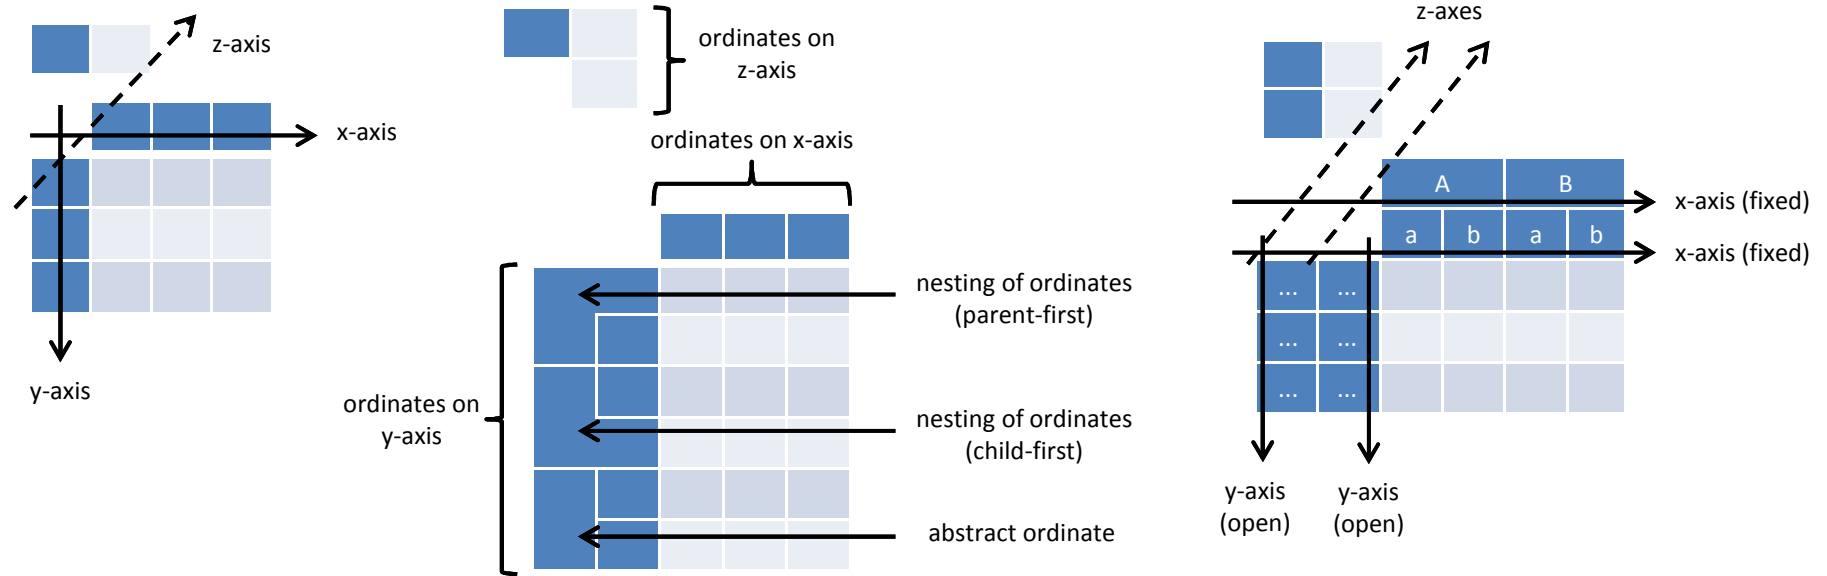 z-axis
x-axis
y-axis
ordinates on
z-axis
ordinates on x-axis
ordinates on
y-axis
nesting of ordinates
(parent-first)
nesting of ordinates
(child-first)
abstract ordinate
z-axes
A B
a b a b
x-axis (fixed)
x-axis (fixed)
... ...
... ...
... ...
y-axis
(open)
y-axis
(open)